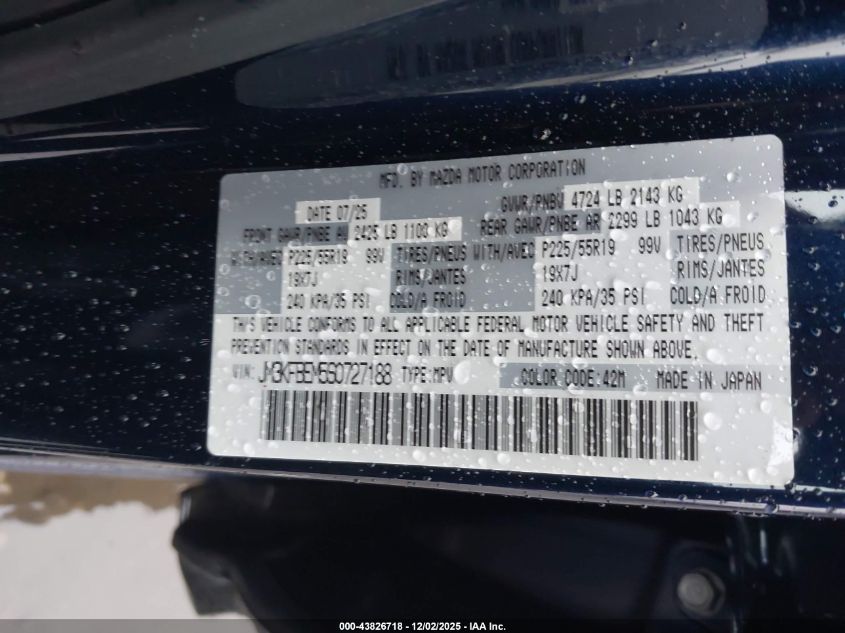 MFD. BY MAZDA MOTOR CORPORATION
DATE 07/25 GVWR/PNBV 4724 LB 2143 KG
FRONT GAWR/PNBE AV 2425 LB 1100 KG REAR GAWR/PNBE AR 2299 LB 1043 KG
WITH/AVEC P225/55R19 99V TIRES/PNEUS WITH/AVEC P225/55R19 99V TIRES/PNEUS
19X7J RIMS/JANTES 19X7J RIMS/JANTES
240 KPA/35 PSI COLD/A FROID 240 KPA/35 PSI COLD/A FROID
THIS VEHICLE CONFORMS TO ALL APPLICABLE FEDERAL MOTOR VEHICLE SAFETY AND THEFT
PREVENTION STANDARDS IN EFFECT ON THE DATE OF MANUFACTURE SHOWN ABOVE.
VIN: JM3KFBEM5S0727168 TYPE:MPV COLOR CODE:42M MADE IN JAPAN
000-43826718 - 12/02/2025 - IAA Inc.